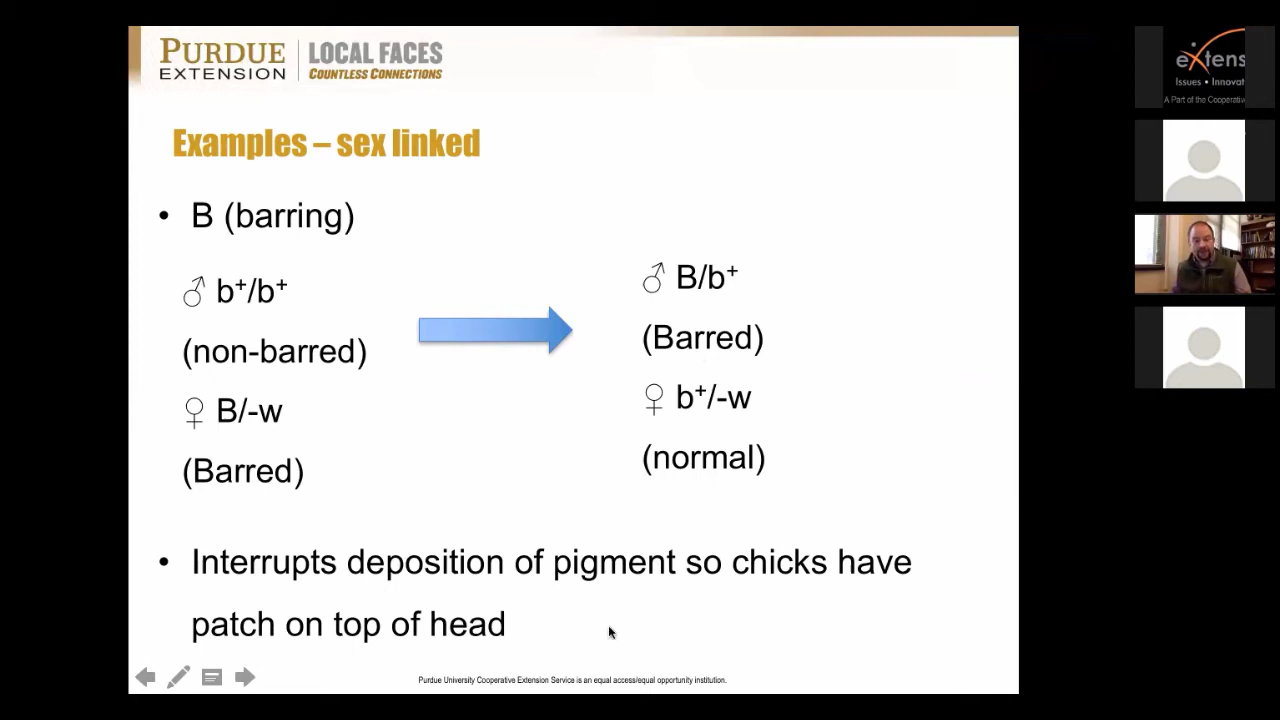 PURDUE
EXTENSION
LOCAL FACES
COUNTLESS CONNECTIONS
Examples – sex linked
• B (barring)
♂ b⁺/b⁺
(non-barred)
♀ B/-w
(Barred)
♂ B/b⁺
(Barred)
♀ b⁺/-w
(normal)
• Interrupts deposition of pigment so chicks have
patch on top of head
Purdue University Cooperative Extension Service is an equal access/equal opportunity institution.
eXtens
Issues • Innovat
A Part of the Cooperativ